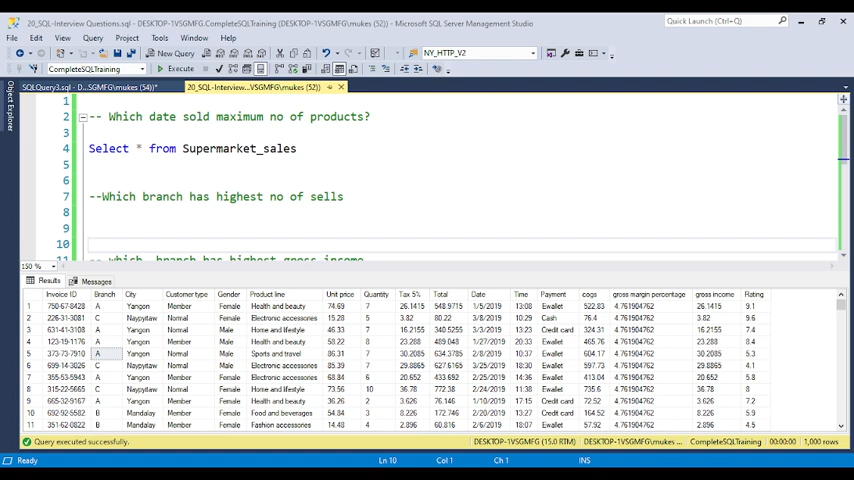 20_SQL-Interview Questions.sql - DESKTOP-1VSGMFG.CompleteSQLTraining (DESKTOP-1VSGMFG\mukes (52)) - Microsoft SQL Server Management Studio
Quick Launch (Ctrl+Q)
File Edit View Query Project Tools Window Help
New Query NY_HTTP_V2
CompleteSQLTraining Execute
Object Explorer
SQLQuery3.sql - D...SGMFG\mukes (54))* 20_SQL-Interview...VSGMFG\mukes (52))
1
2 -- Which date sold maximum no of products?
3
4 Select * from Supermarket_sales
5
6
7 --Which branch has highest no of sells
8
9
10
11 -- which branch has highest gross income
150 %
Results Messages
Invoice ID Branch City Customer type Gender Product line Unit price Quantity Tax 5% Total Date Time Payment cogs gross margin percentage gross income Rating
1 750-67-8428 A Yangon Member Female Health and beauty 74.69 7 26.1415 548.9715 1/5/2019 13:08 Ewallet 522.83 4.761904762 26.1415 9.1
2 226-31-3081 C Naypyitaw Normal Female Electronic accessories 15.28 5 3.82 80.22 3/8/2019 10:29 Cash 76.4 4.761904762 3.82 9.6
3 631-41-3108 A Yangon Normal Male Home and lifestyle 46.33 7 16.2155 340.5255 3/3/2019 13:23 Credit card 324.31 4.761904762 16.2155 7.4
4 123-19-1176 A Yangon Member Male Health and beauty 58.22 8 23.288 489.048 1/27/2019 20:33 Ewallet 465.76 4.761904762 23.288 8.4
5 373-73-7910 A Yangon Normal Male Sports and travel 86.31 7 30.2085 634.3785 2/8/2019 10:37 Ewallet 604.17 4.761904762 30.2085 5.3
6 699-14-3026 C Naypyitaw Normal Male Electronic accessories 85.39 7 29.8865 627.6165 3/25/2019 18:30 Ewallet 597.73 4.761904762 29.8865 4.1
7 355-53-5943 A Yangon Member Female Electronic accessories 68.84 6 20.652 433.692 2/25/2019 14:36 Ewallet 413.04 4.761904762 20.652 5.8
8 315-22-5665 C Naypyitaw Normal Female Home and lifestyle 73.56 10 36.78 772.38 2/24/2019 11:38 Ewallet 735.6 4.761904762 36.78 8
9 665-32-9167 A Yangon Member Female Health and beauty 36.26 2 3.626 76.146 1/10/2019 17:15 Credit card 72.52 4.761904762 3.626 7.2
10 692-92-5582 B Mandalay Member Female Food and beverages 54.84 3 8.226 172.746 2/20/2019 13:27 Credit card 164.52 4.761904762 8.226 5.9
11 351-62-0822 B Mandalay Member Female Fashion accessories 14.48 4 2.896 60.816 2/6/2019 18:07 Ewallet 57.92 4.761904762 2.896 4.5
Query executed successfully. DESKTOP-1VSGMFG (15.0 RTM) DESKTOP-1VSGMFG\mukes ... CompleteSQLTraining 00:00:00 1,000 rows
Ready Ln 10 Col 1 Ch 1 INS